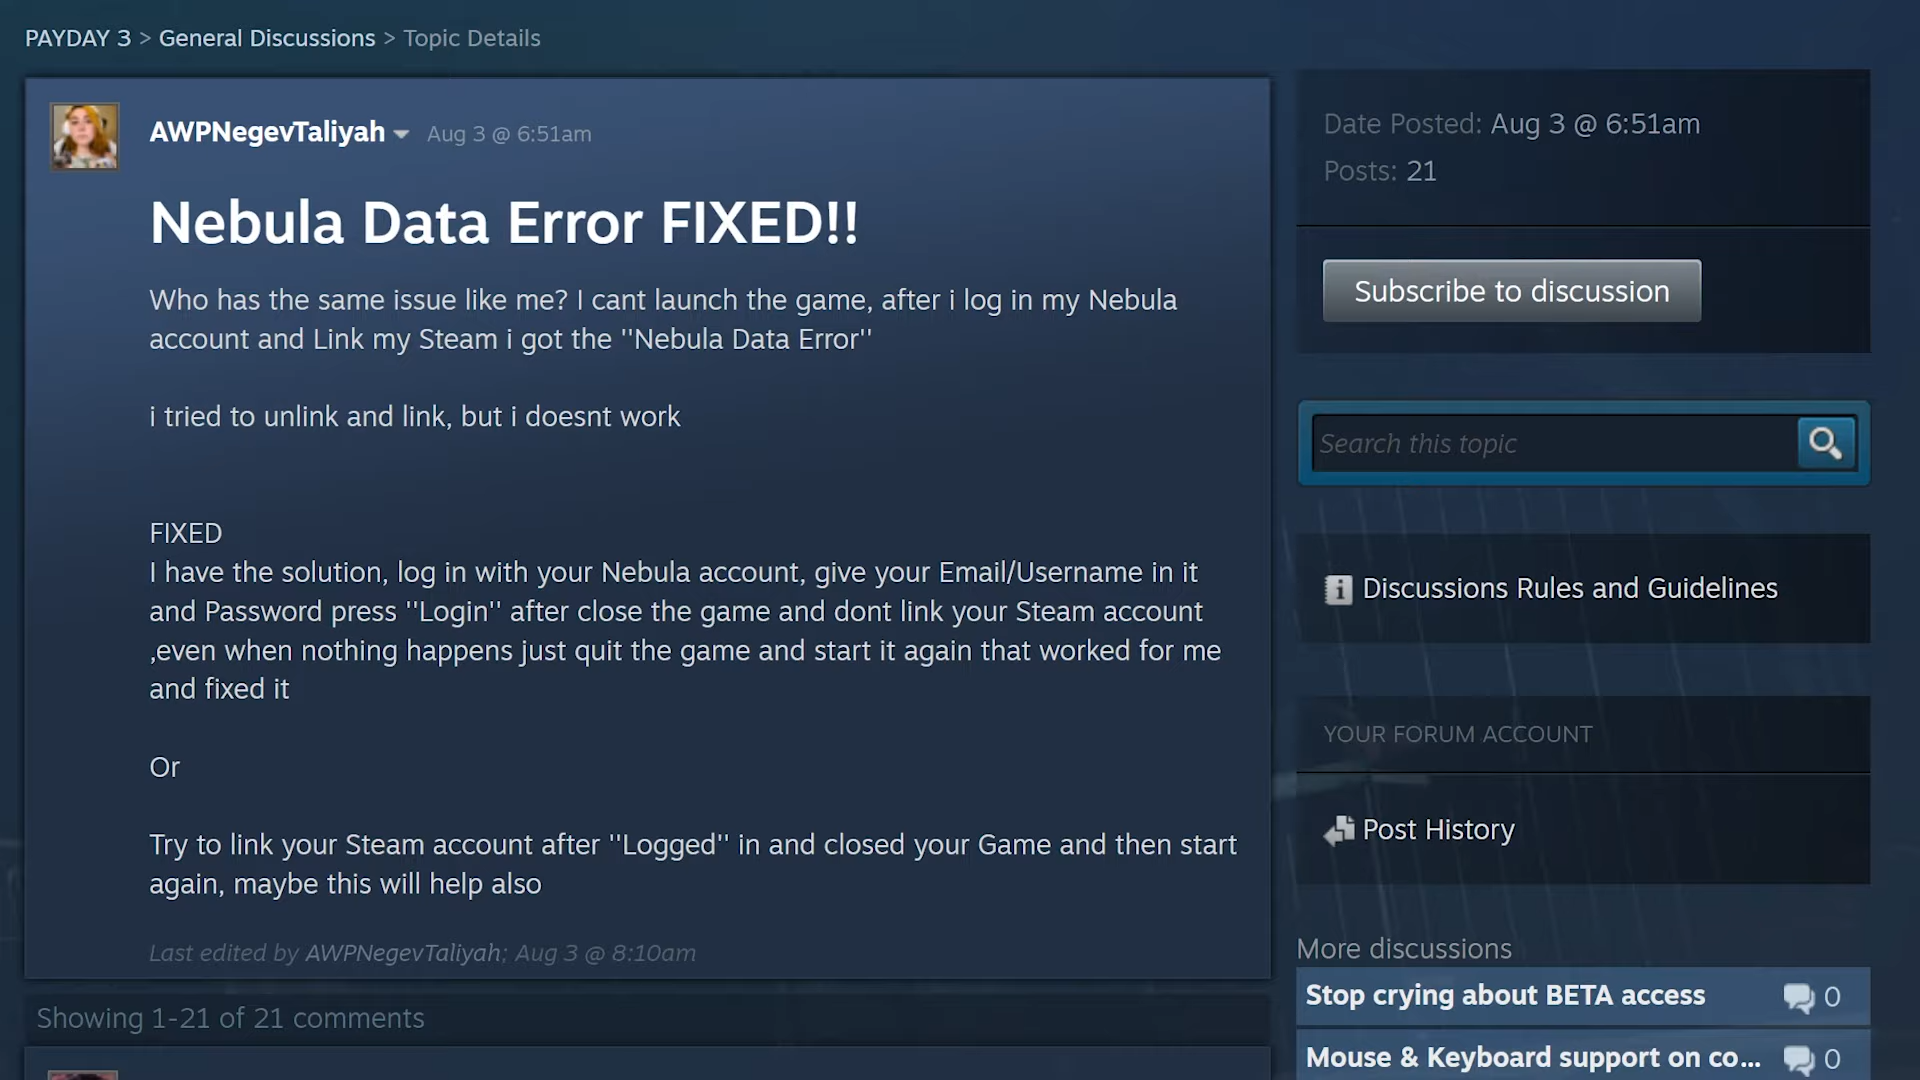 PAYDAY 3 > General Discussions > Topic Details
AWPNegevTaliyah Aug 3 @ 6:51am
Nebula Data Error FIXED!!
Who has the same issue like me? I cant launch the game, after i log in my Nebula
account and Link my Steam i got the ''Nebula Data Error''
i tried to unlink and link, but i doesnt work
FIXED
I have the solution, log in with your Nebula account, give your Email/Username in it
and Password press ''Login'' after close the game and dont link your Steam account
,even when nothing happens just quit the game and start it again that worked for me
and fixed it
Or
Try to link your Steam account after ''Logged'' in and closed your Game and then start
again, maybe this will help also
Last edited by AWPNegevTaliyah; Aug 3 @ 8:10am
Showing 1-21 of 21 comments
Date Posted: Aug 3 @ 6:51am
Posts: 21
Subscribe to discussion
Search this topic
Discussions Rules and Guidelines
YOUR FORUM ACCOUNT
Post History
More discussions
Stop crying about BETA access 0
Mouse & Keyboard support on co... 0